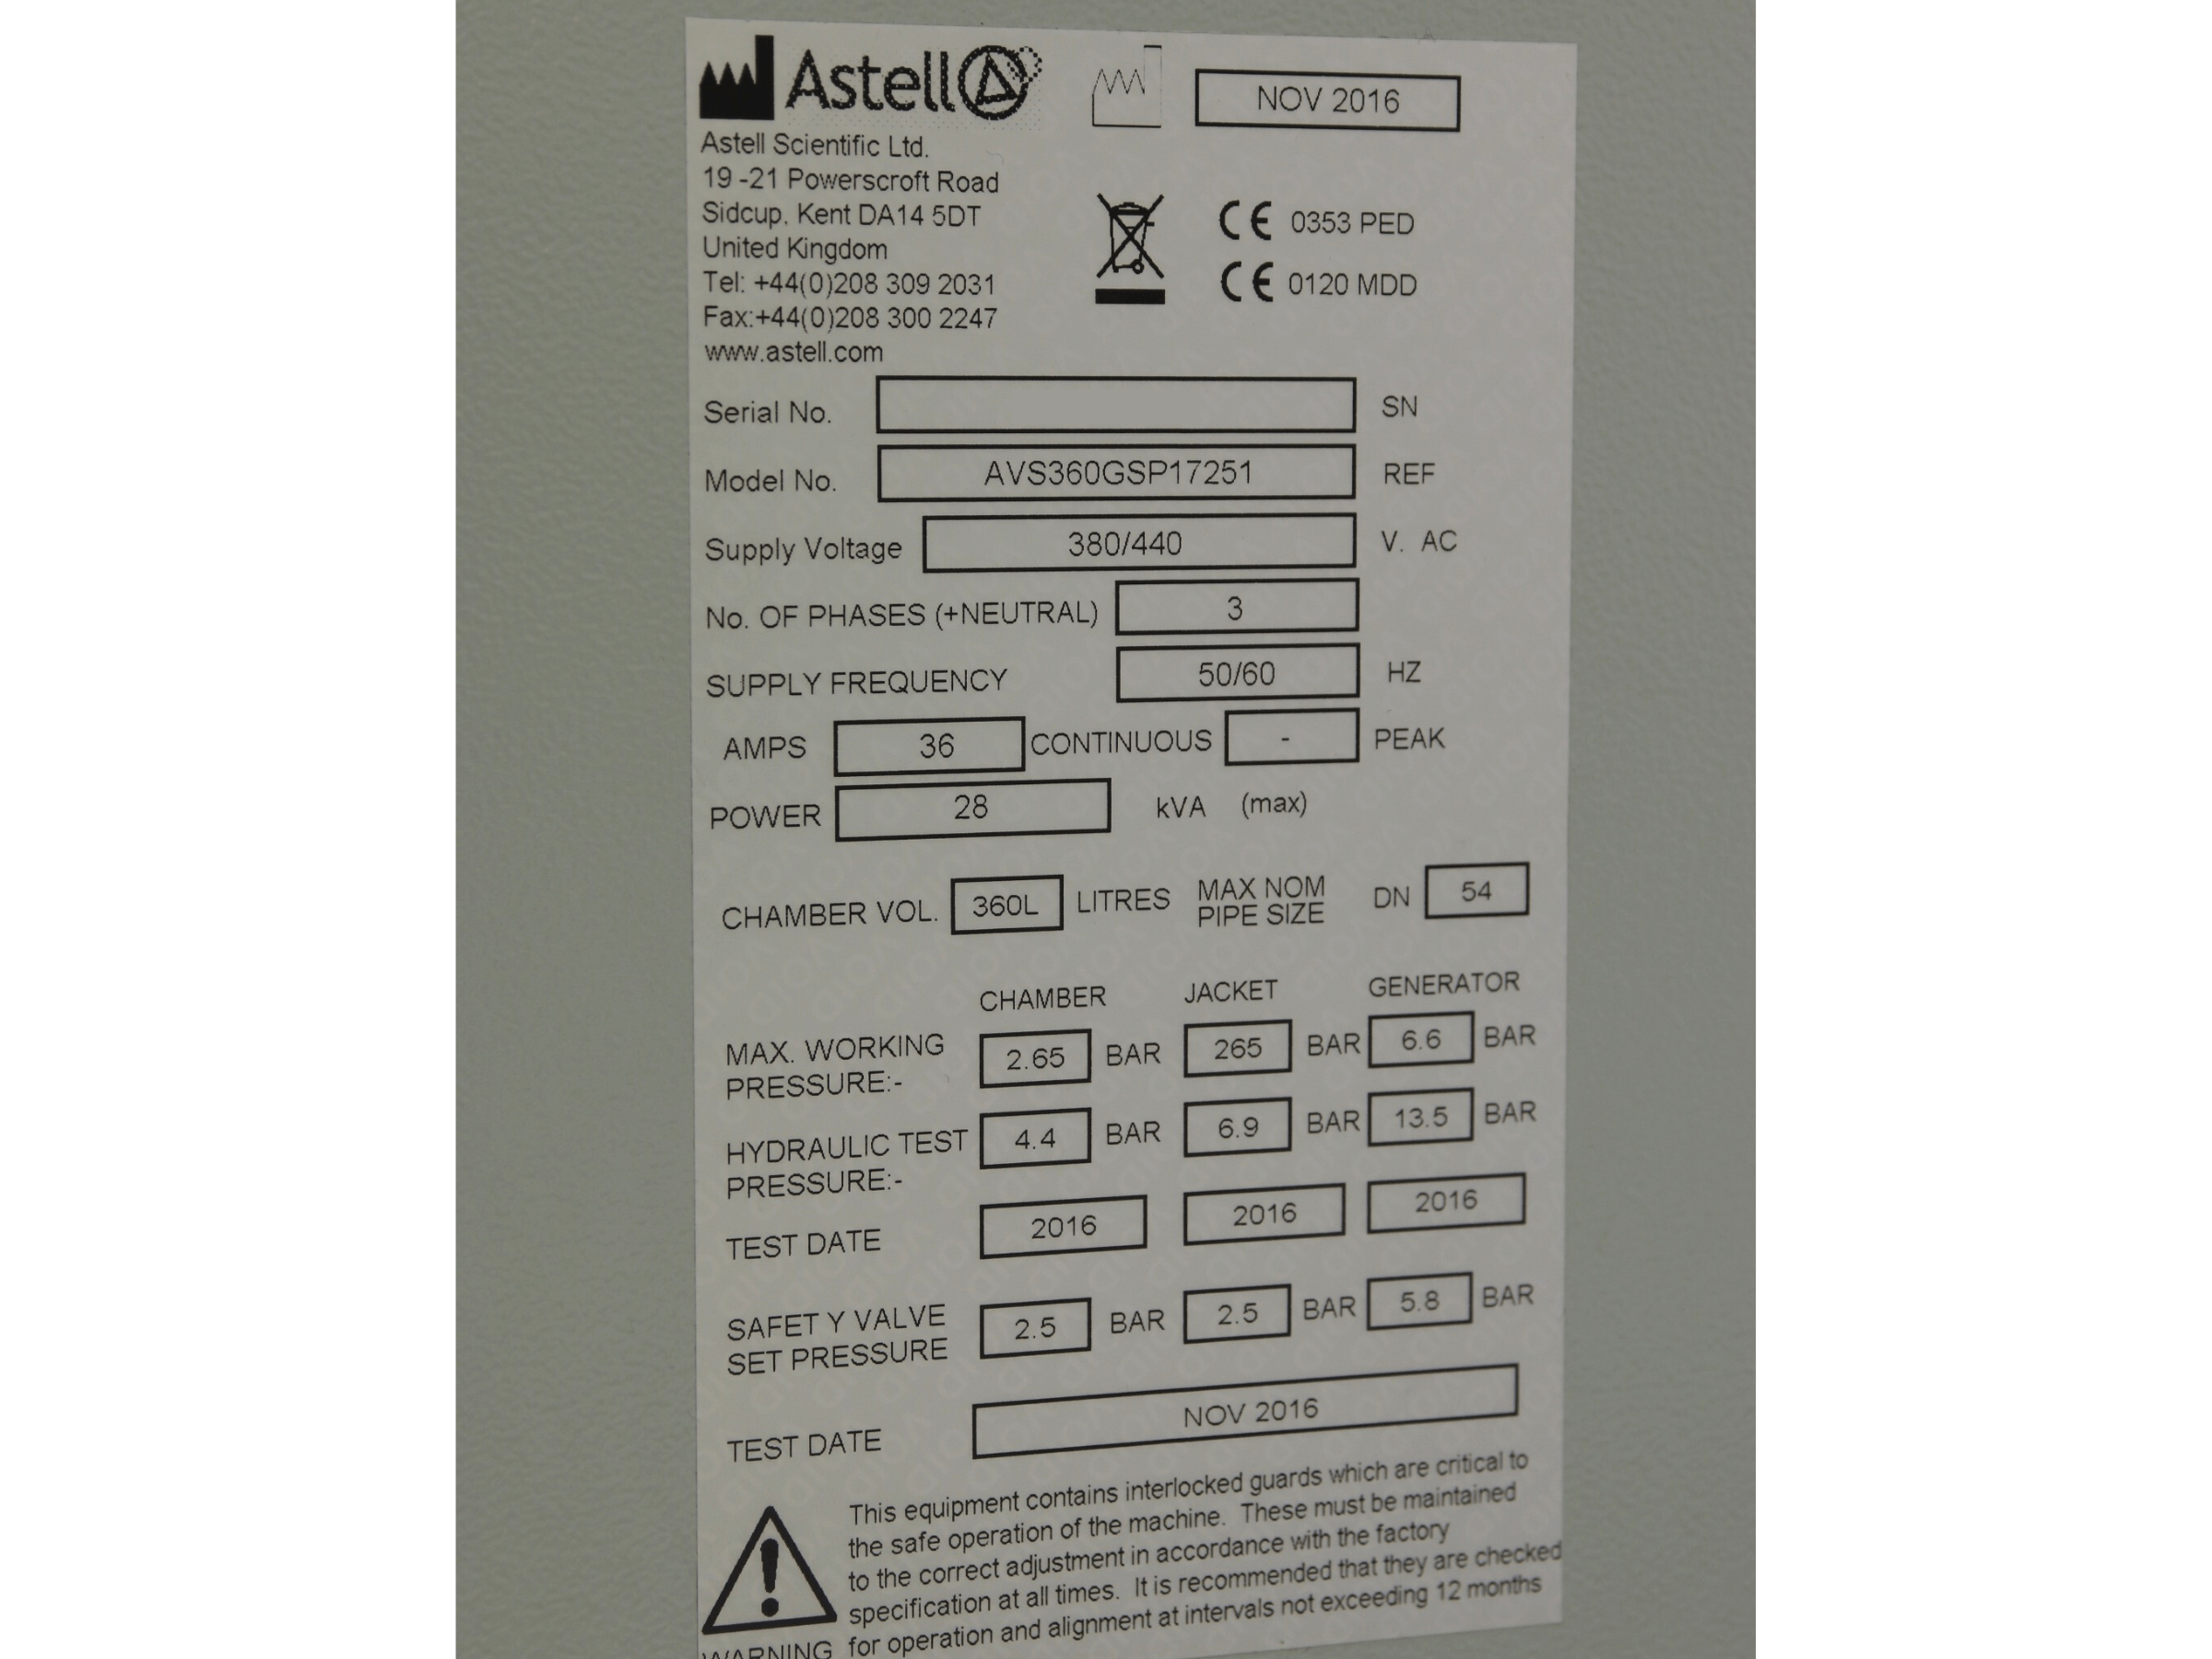 Astell
NOV 2016
Astell Scientific Ltd.
19 -21 Powerscroft Road
Sidcup, Kent DA14 5DT
United Kingdom
Tel: +44(0)208 309 2031
Fax:+44(0)208 300 2247
www.astell.com
CE 0353 PED
CE 0120 MDD
Serial No. SN
Model No. AVS360GSP17251 REF
Supply Voltage 380/440 V. AC
No. OF PHASES (+NEUTRAL) 3
SUPPLY FREQUENCY 50/60 HZ
AMPS 36 CONTINUOUS - PEAK
POWER 28 kVA (max)
CHAMBER VOL. 360L LITRES MAX NOM PIPE SIZE DN 54
CHAMBER JACKET GENERATOR
MAX. WORKING PRESSURE:- 2.65 BAR 265 BAR 6.6 BAR
HYDRAULIC TEST PRESSURE:- 4.4 BAR 6.9 BAR 13.5 BAR
TEST DATE 2016 2016 2016
SAFET Y VALVE SET PRESSURE 2.5 BAR 2.5 BAR 5.8 BAR
TEST DATE NOV 2016
This equipment contains interlocked guards which are critical to
the safe operation of the machine. These must be maintained
to the correct adjustment in accordance with the factory
specification at all times. It is recommended that they are checked
for operation and alignment at intervals not exceeding 12 months
WARNING